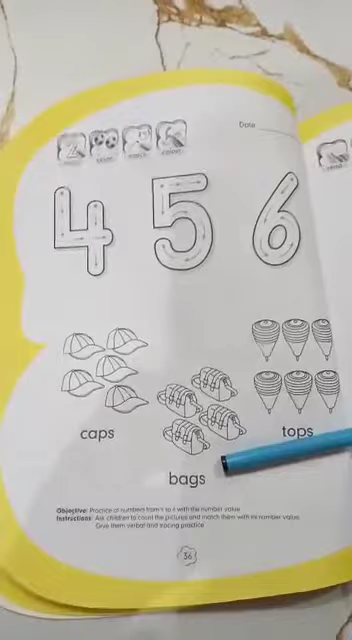 Date
4 5 6
caps
bags
tops
Objective: Practice of numbers from 4 to 6 with the number value.
Instructions: Ask children to count the pictures and match them with its number value.
Give them verbal and tracing practice
36